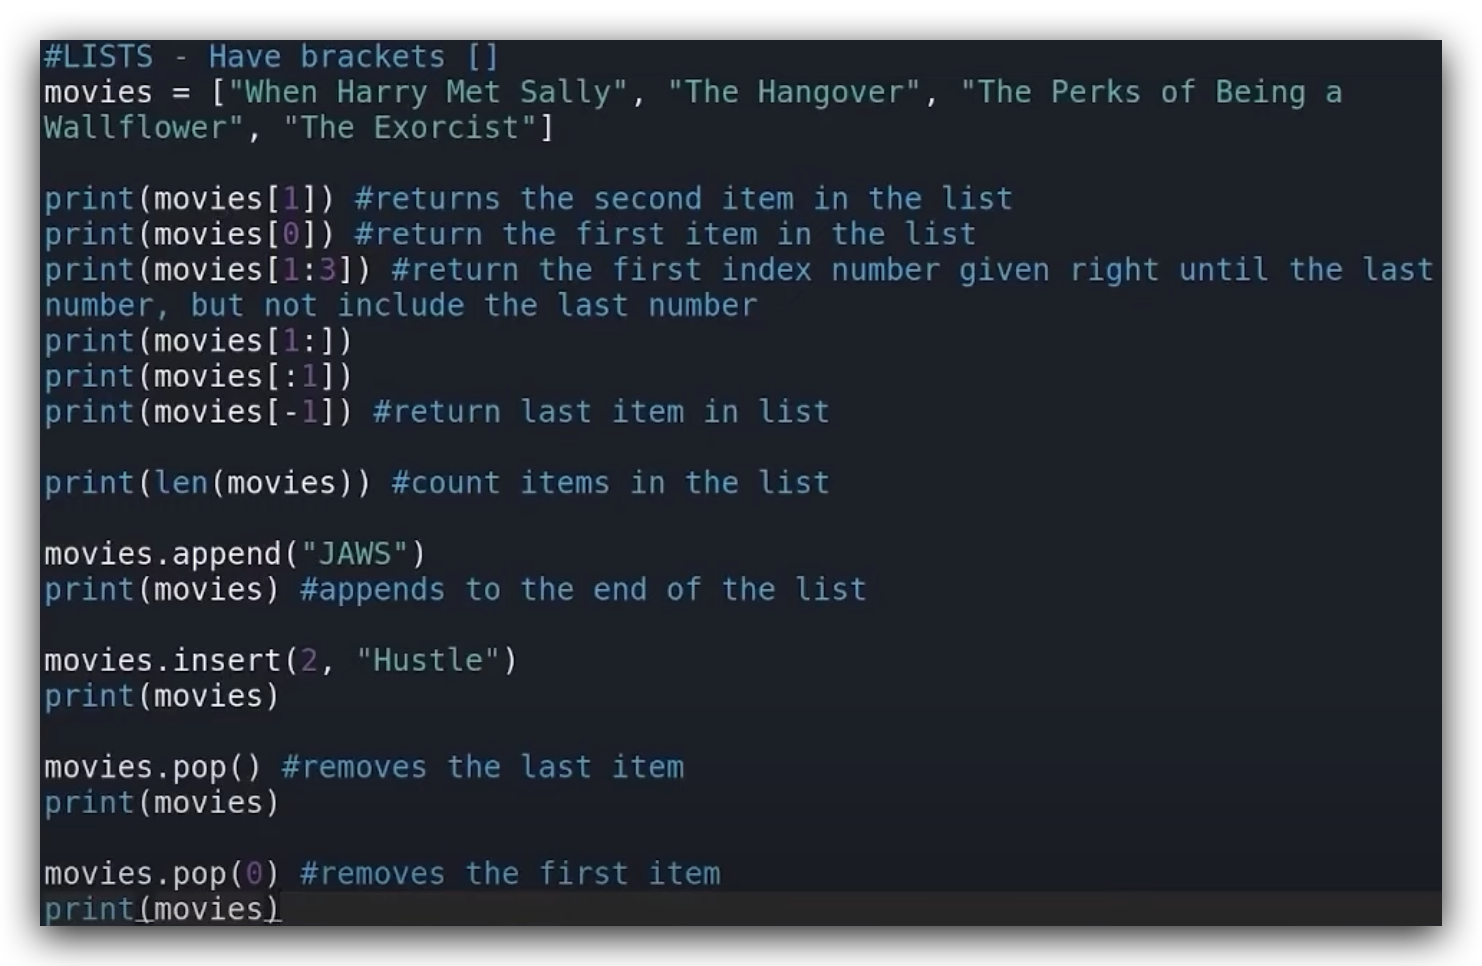 #LISTS - Have brackets []
movies = ["When Harry Met Sally", "The Hangover", "The Perks of Being a
Wallflower", "The Exorcist"]
print(movies[1]) #returns the second item in the list
print(movies[0]) #return the first item in the list
print(movies[1:3]) #return the first index number given right until the last
number, but not include the last number
print(movies[1:])
print(movies[:1])
print(movies[-1]) #return last item in list
print(len(movies)) #count items in the list
movies.append("JAWS")
print(movies) #appends to the end of the list
movies.insert(2, "Hustle")
print(movies)
movies.pop() #removes the last item
print(movies)
movies.pop(0) #removes the first item
print(movies)